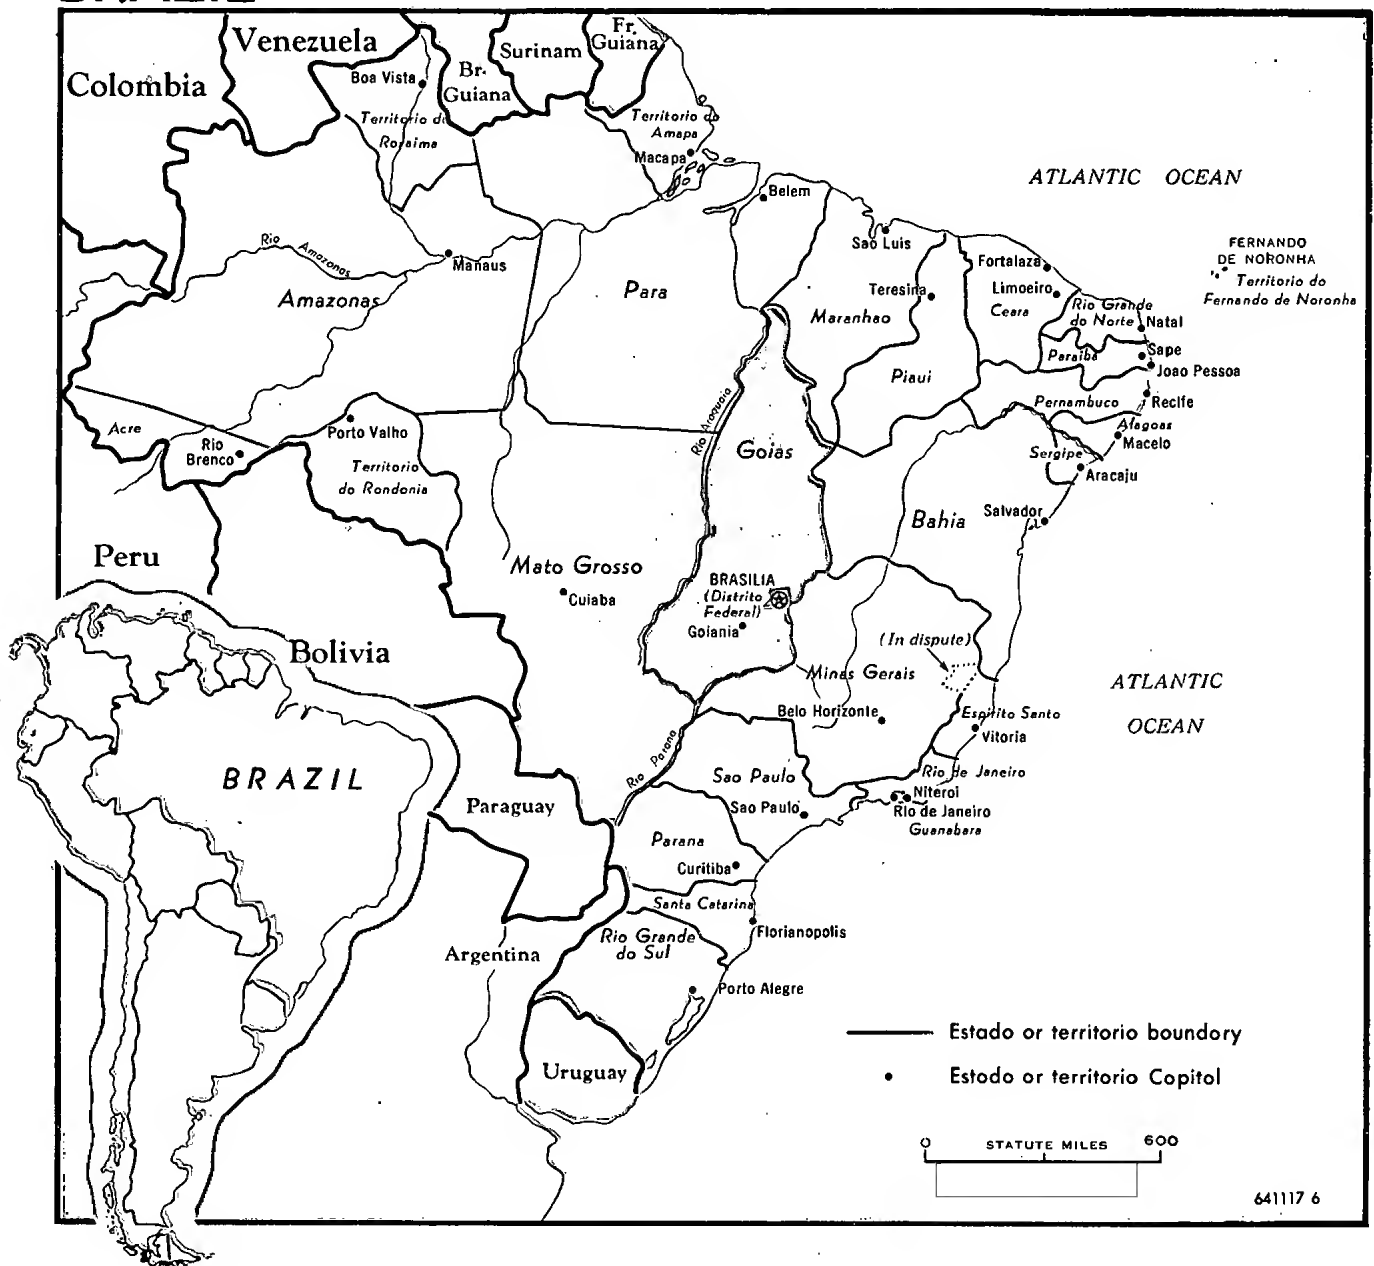 Venezuela
Colombia
Br.
Guiana
Surinam
Fr.
Guiana
Boa Vista
Territorio di
Roraima
Territorio do
Amapa
Macapa
ATLANTIC OCEAN
Belem
Sao Luis
FERNANDO
DE NORONHA
Territorio do
Fernando de Noronha
Rio Amazonas
Manaus
Amazonas
Para
Fortalaza
Limoeiro
Ceara
Teresina
Maranhao
Rio Grande
do Norte
Natal
Sape
Paraiba
Joao Pessoa
Piaui
Pernambuco
Recife
Alagoas
Macelo
Sergipe
Aracaju
Acre
Rio
Brenco
Porto Valho
Territorio
do Rondonia
Rio Araquaia
Goias
Bahia
Salvador
Peru
Mato Grosso
Cuiaba
BRASILIA
(Distrito
Federal)
Goiania
(In dispute)
Bolivia
Minas Gerais
ATLANTIC
OCEAN
Belo Horizonte
Espirito Santo
Vitoria
BRAZIL
Rio Parana
Sao Paulo
Sao Paulo
Rio de Janeiro
Niteroi
Rio de Janeiro
Guanabara
Paraguay
Parana
Curitiba
Santa Catarina
Florianopolis
Argentina
Rio Grande
do Sul
Porto Alegre
Uruguay
Estado or territorio boundory
Estodo or territorio Copitol
0 STATUTE MILES 600
641117 6